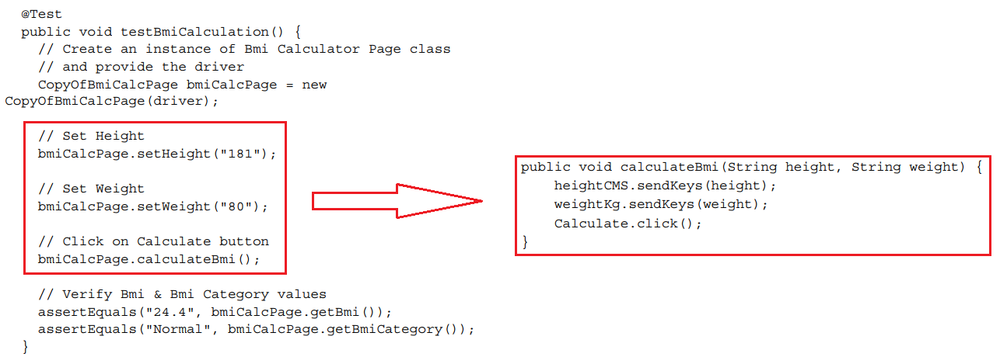 @Test
public void testBmiCalculation() {
// Create an instance of Bmi Calculator Page class
// and provide the driver
CopyOfBmiCalcPage bmiCalcPage = new
CopyOfBmiCalcPage(driver);
// Set Height
bmiCalcPage.setHeight("181");
// Set Weight
bmiCalcPage.setWeight("80");
// Click on Calculate button
bmiCalcPage.calculateBmi();
// Verify Bmi & Bmi Category values
assertEquals("24.4", bmiCalcPage.getBmi());
assertEquals("Normal", bmiCalcPage.getBmiCategory());
}
public void calculateBmi(String height, String weight) {
heightCMS.sendKeys(height);
weightKg.sendKeys(weight);
Calculate.click();
}